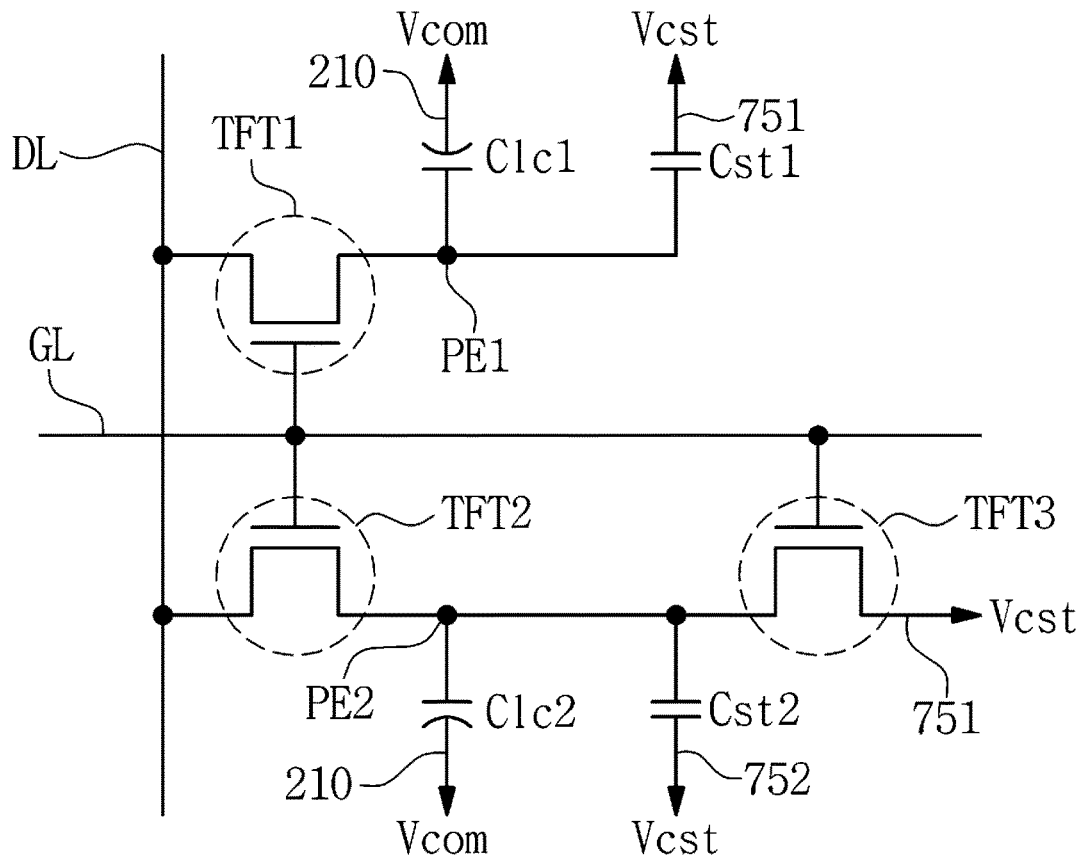 Vcom
Vcst
210
751
DL
TFT1
Clc1
Cst1
GL
PE1
TFT2
TFT3
Vcst
PE2
Clc2
Cst2
751
210
752
Vcom
Vcst